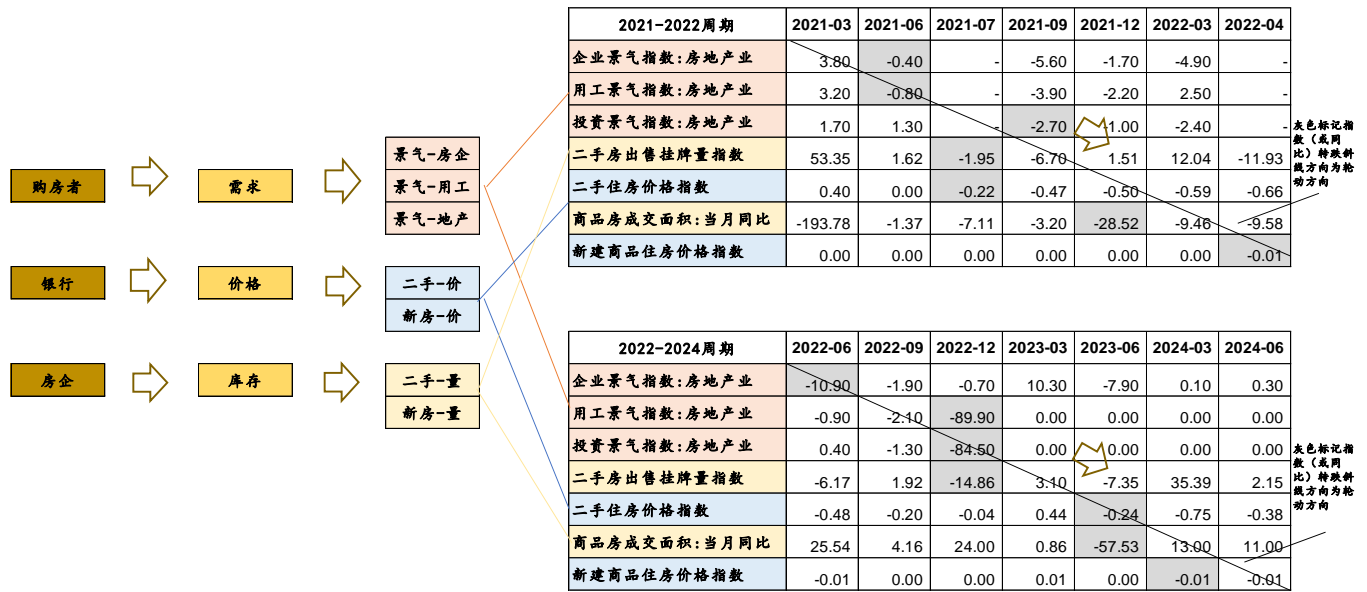 购房者
需求
景气-房企
景气-用工
景气-地产
银行
价格
二手-价
新房-价
房企
库存
二手-量
新房-量
2021-2022周期 2021-03 2021-06 2021-07 2021-09 2021-12 2022-03 2022-04
企业景气指数:房地产业 3.80 -0.40 - -5.60 -1.70 -4.90 -
用工景气指数:房地产业 3.20 -0.80 - -3.90 -2.20 2.50 -
投资景气指数:房地产业 1.70 1.30 - -2.70 -1.00 -2.40 -
二手房出售挂牌量指数 53.35 1.62 -1.95 -6.70 1.51 12.04 -11.93
二手住房价格指数 0.40 0.00 -0.22 -0.47 -0.50 -0.59 -0.66
商品房成交面积:当月同比 -193.78 -1.37 -7.11 -3.20 -28.52 -9.46 -9.58
新建商品住房价格指数 0.00 0.00 0.00 0.00 0.00 0.00 -0.01
灰色标记指
数（或同
比）转跌斜
线方向为轮
动方向
2022-2024周期 2022-06 2022-09 2022-12 2023-03 2023-06 2024-03 2024-06
企业景气指数:房地产业 -10.90 -1.90 -0.70 10.30 -7.90 0.10 0.30
用工景气指数:房地产业 -0.90 -2.10 -89.90 0.00 0.00 0.00 0.00
投资景气指数:房地产业 0.40 -1.30 -84.50 0.00 0.00 0.00 0.00
二手房出售挂牌量指数 -6.17 1.92 -14.86 3.10 -7.35 35.39 2.15
二手住房价格指数 -0.48 -0.20 -0.04 0.44 -0.24 -0.75 -0.38
商品房成交面积:当月同比 25.54 4.16 24.00 0.86 -57.53 13.00 11.00
新建商品住房价格指数 -0.01 0.00 0.00 0.01 0.00 -0.01 -0.01
灰色标记指
数（或同
比）转跌斜
线方向为轮
动方向